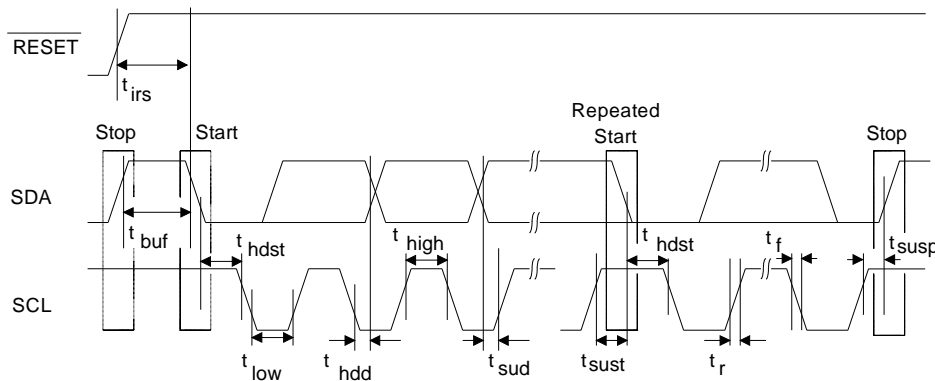 RESET
t irs
Repeated
Stop Start Start Stop
SDA
t buf t hdst t high t hdst t f t susp
SCL
t low t hdd t sud t sust t r